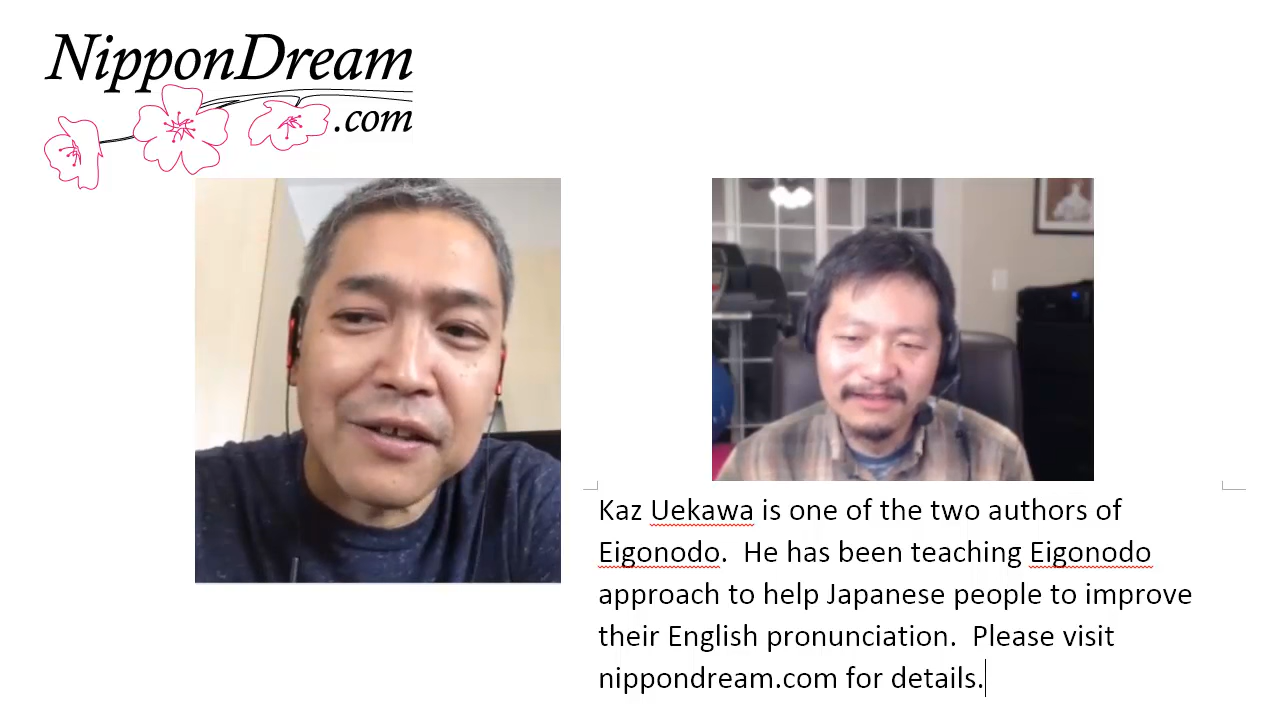 NipponDream
.com
Kaz Uekawa is one of the two authors of
Eigonodo.  He has been teaching Eigonodo
approach to help Japanese people to improve
their English pronunciation.  Please visit
nippondream.com for details.